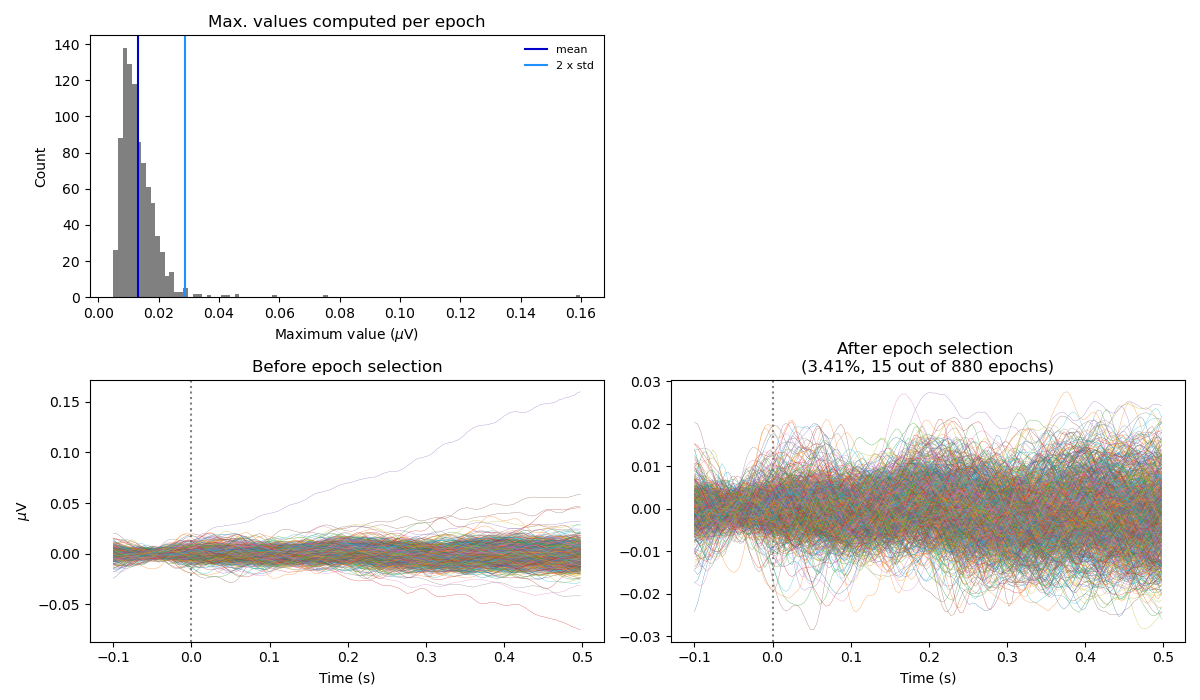 Max. values computed per epoch
140
120
100
80
60
40
20
0
Count
mean
2 x std
0.00 0.02 0.04 0.06 0.08 0.10 0.12 0.14 0.16
Maximum value (μV)
Before epoch selection
0.15
0.10
0.05
0.00
−0.05
μV
−0.1 0.0 0.1 0.2 0.3 0.4 0.5
Time (s)
After epoch selection
(3.41%, 15 out of 880 epochs)
0.03
0.02
0.01
0.00
−0.01
−0.02
−0.03
−0.1 0.0 0.1 0.2 0.3 0.4 0.5
Time (s)